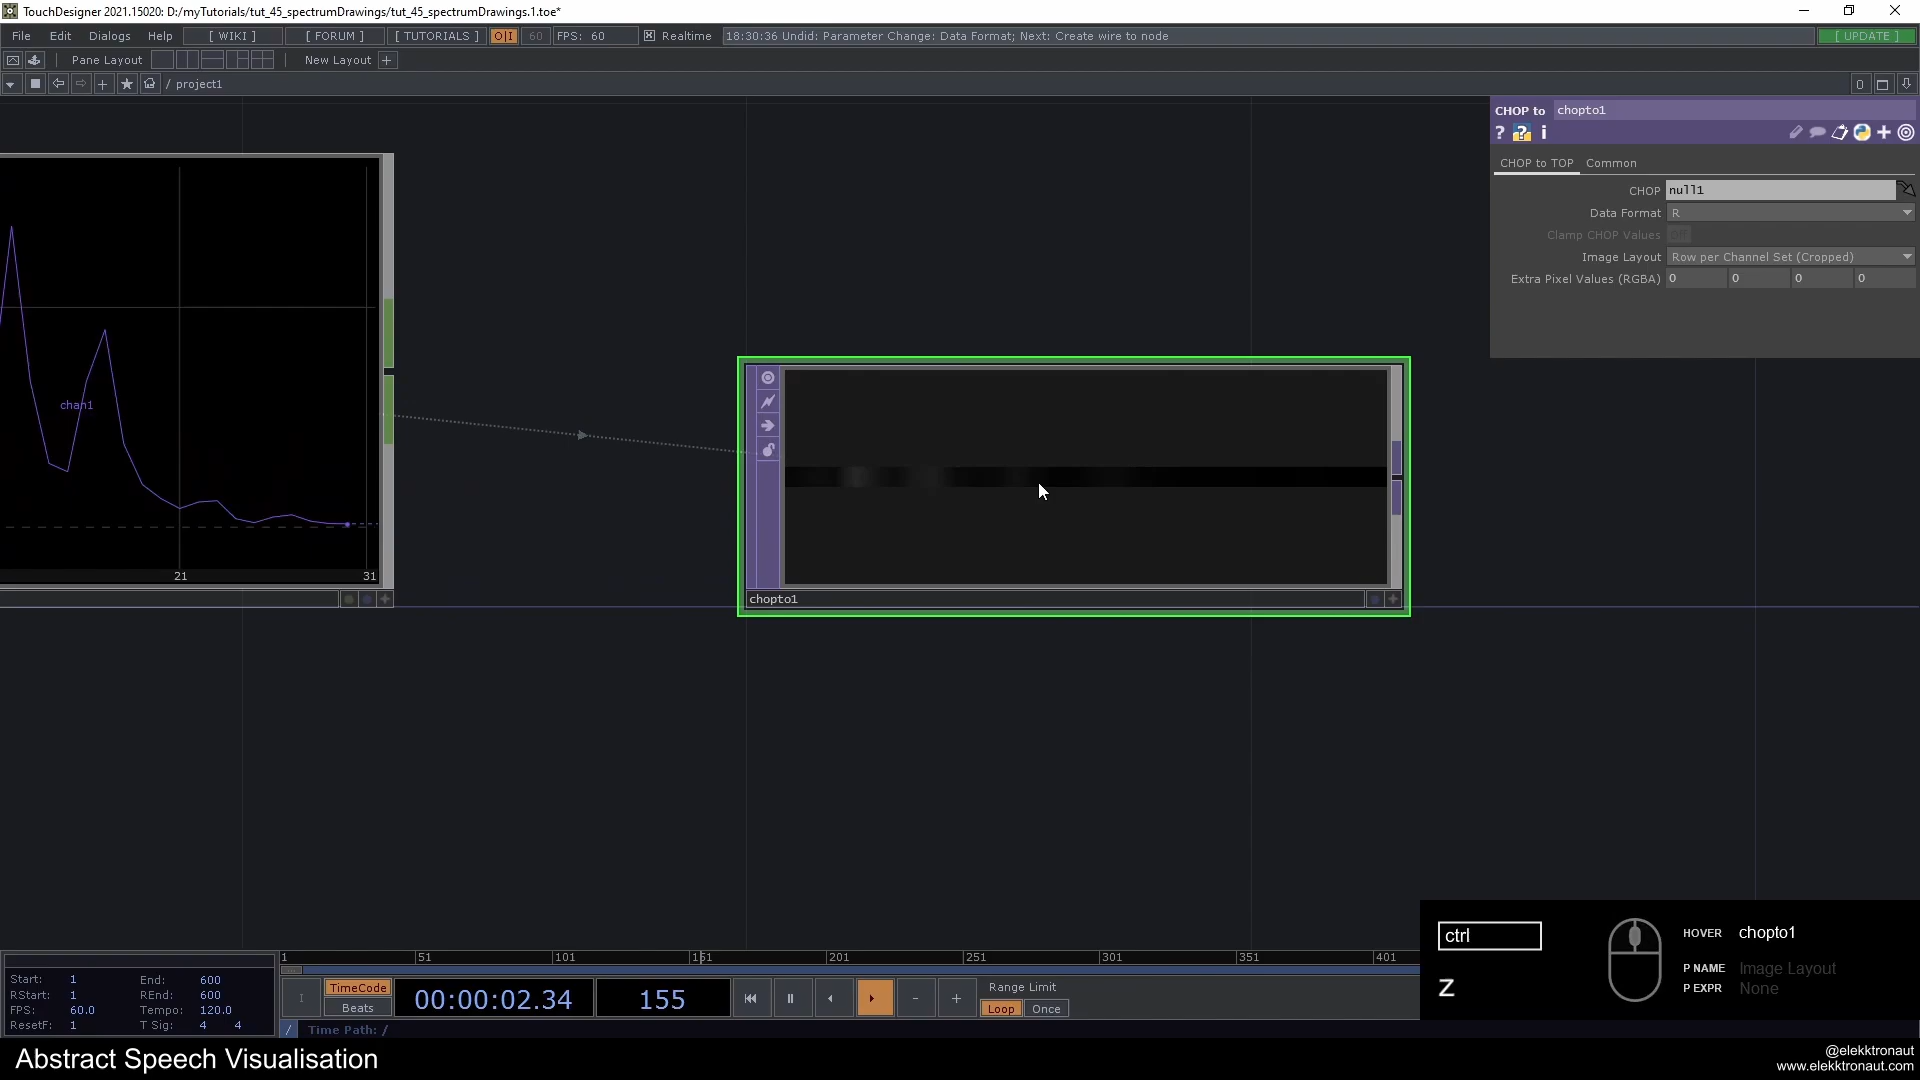 TouchDesigner 2021.15020: D:/myTutorials/tut_45_spectrumDrawings/tut_45_spectrumDrawings.1.toe*
File Edit Dialogs Help [ WIKI ] [ FORUM ] [ TUTORIALS ] O|I 60 FPS: 60 Realtime 18:30:36 Undid: Parameter Change: Data Format; Next: Create wire to node [ UPDATE ]
Pane Layout New Layout +
/ project1 0
CHOP to chopto1
? ? i
CHOP to TOP Common
CHOP null1
Data Format R
Clamp CHOP Values Off
Image Layout Row per Channel Set (Cropped)
Extra Pixel Values (RGBA) 0 0 0 0
chan1
21 31
chopto1
ctrl
Z
HOVER chopto1
P NAME Image Layout
P EXPR None
1 51 101 151 201 251 301 351 401
Start: 1 End: 600
RStart: 1 REnd: 600
FPS: 60.0 Tempo: 120.0
ResetF: 1 T Sig: 4 4
TimeCode
Beats
00:00:02.34 155
Range Limit
Loop Once
/ Time Path: /
Abstract Speech Visualisation
@elekktronaut
www.elekktronaut.com